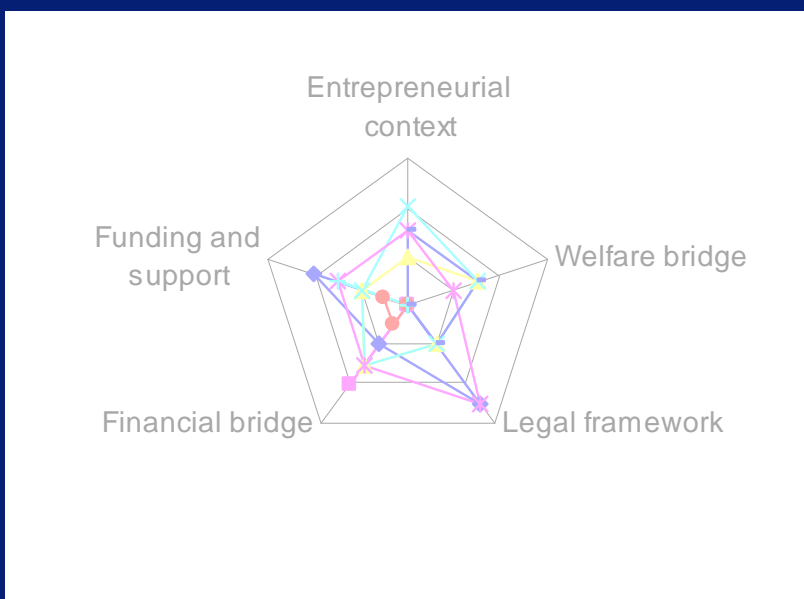 Entrepreneurial
context
Funding and
support
Welfare bridge
Financial bridge
Legal framework